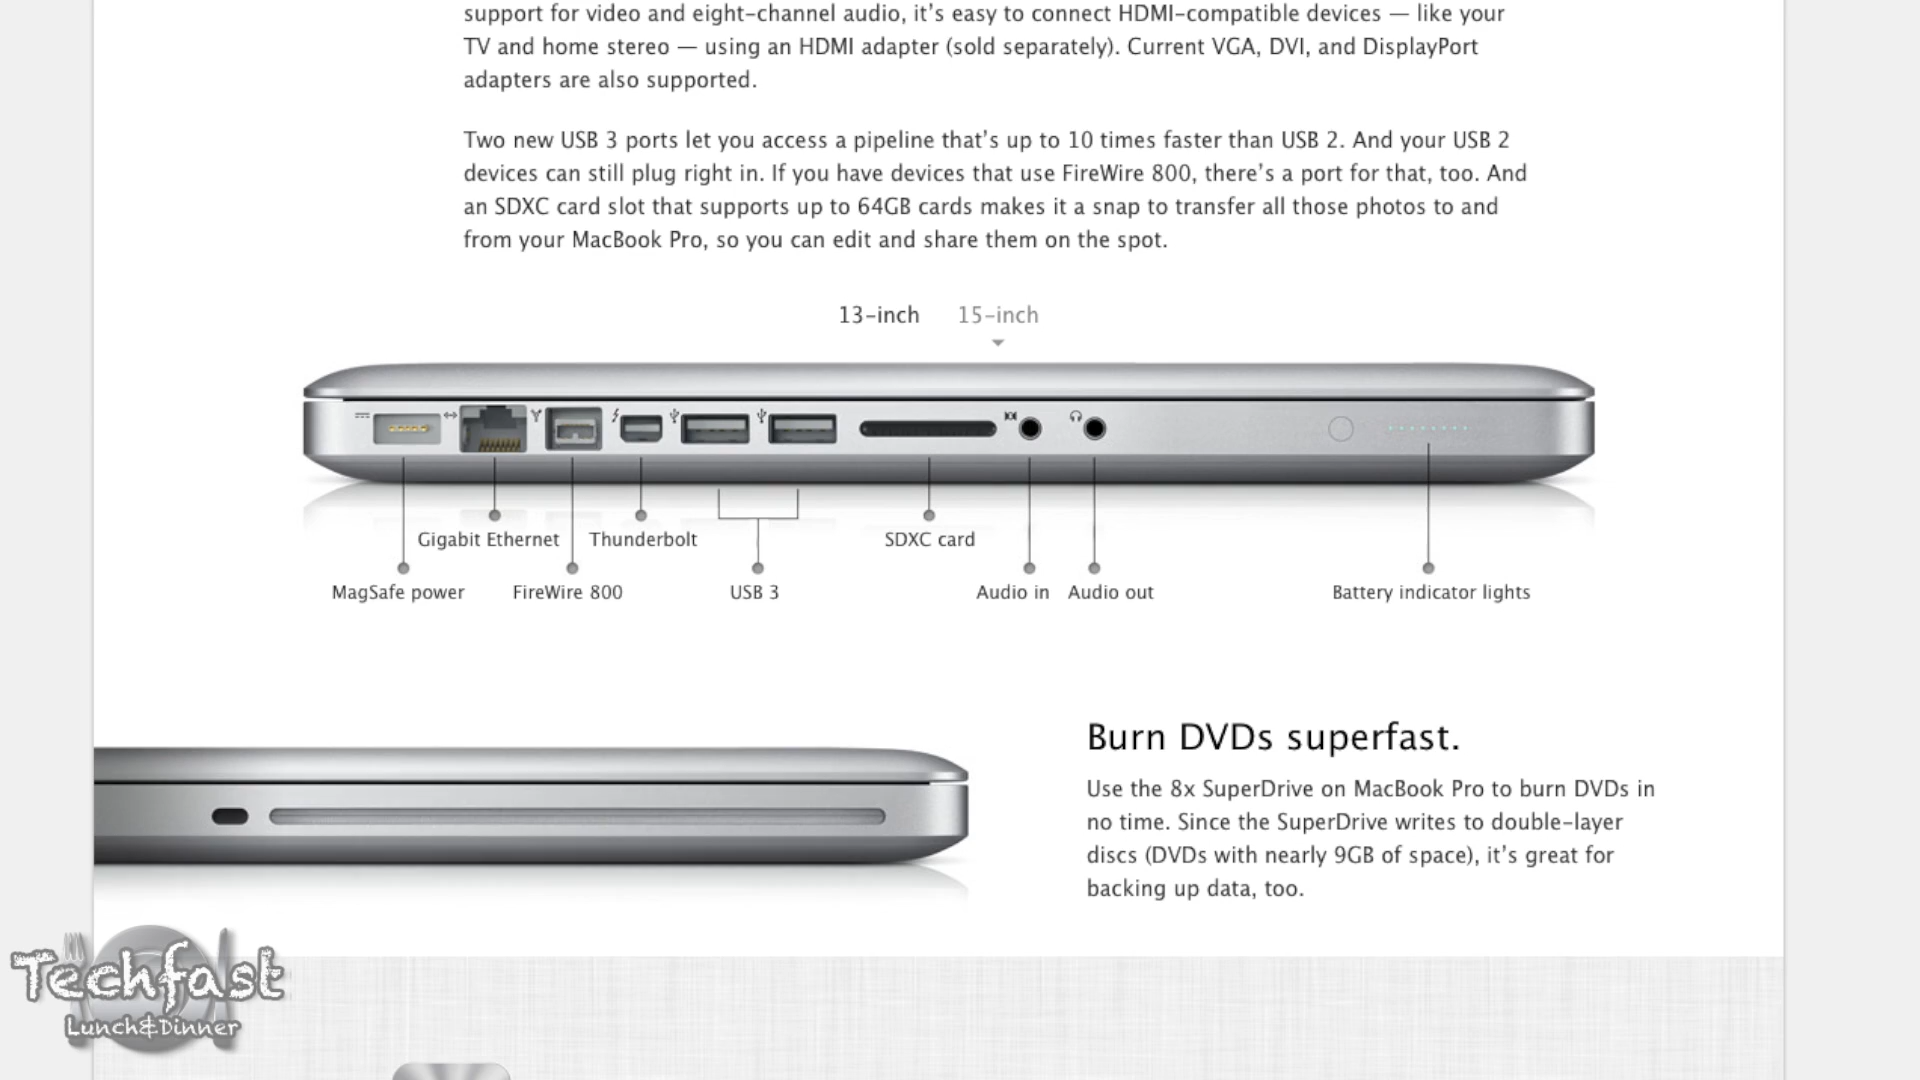 support for video and eight-channel audio, it's easy to connect HDMI-compatible devices — like your
TV and home stereo — using an HDMI adapter (sold separately). Current VGA, DVI, and DisplayPort
adapters are also supported.
Two new USB 3 ports let you access a pipeline that's up to 10 times faster than USB 2. And your USB 2
devices can still plug right in. If you have devices that use FireWire 800, there's a port for that, too. And
an SDXC card slot that supports up to 64GB cards makes it a snap to transfer all those photos to and
from your MacBook Pro, so you can edit and share them on the spot.
13-inch 15-inch
Gigabit Ethernet Thunderbolt SDXC card
MagSafe power FireWire 800 USB 3 Audio in Audio out Battery indicator lights
Burn DVDs superfast.
Use the 8x SuperDrive on MacBook Pro to burn DVDs in
no time. Since the SuperDrive writes to double-layer
discs (DVDs with nearly 9GB of space), it's great for
backing up data, too.
Techfast
Lunch&Dinner